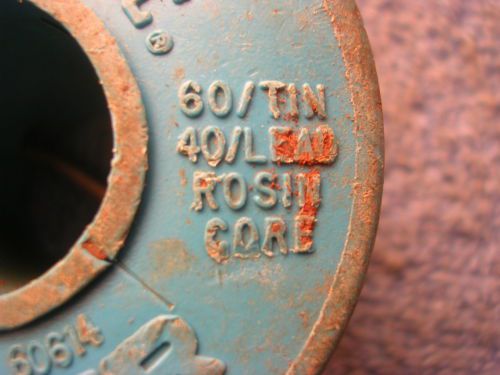 ®
60/TIN
40/LEAD
ROSIN
CORE
60614